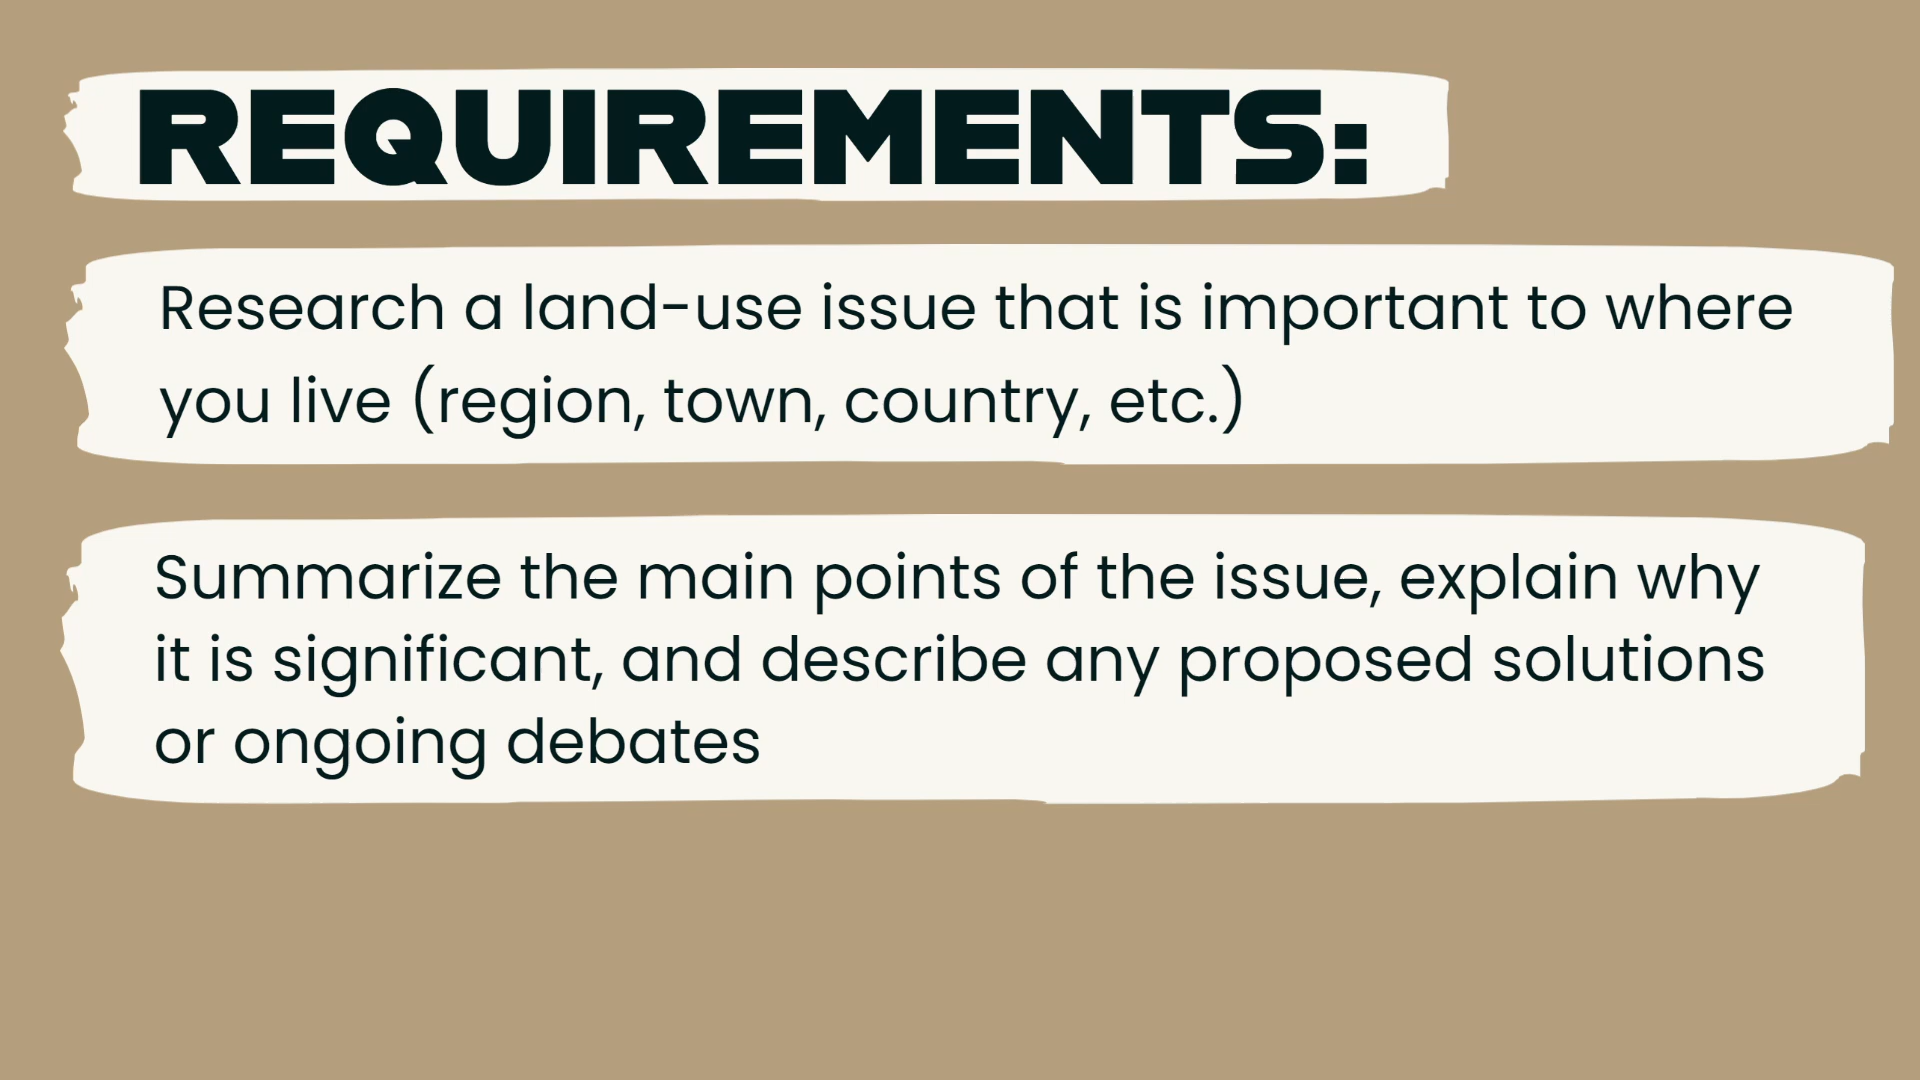 REQUIREMENTS:
Research a land-use issue that is important to where
you live (region, town, country, etc.)
Summarize the main points of the issue, explain why
it is significant, and describe any proposed solutions
or ongoing debates